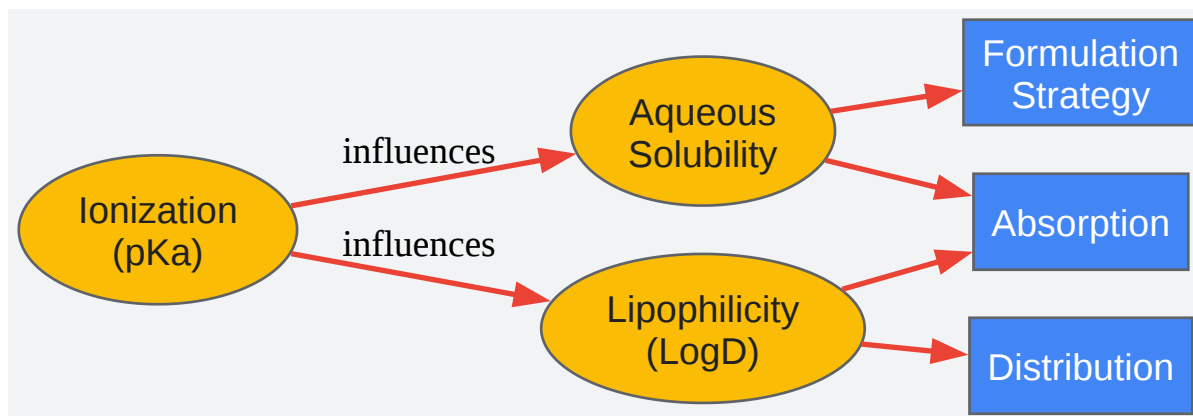 Ionization
(pKa)
influences
influences
Aqueous
Solubility
Lipophilicity
(LogD)
Formulation
Strategy
Absorption
Distribution